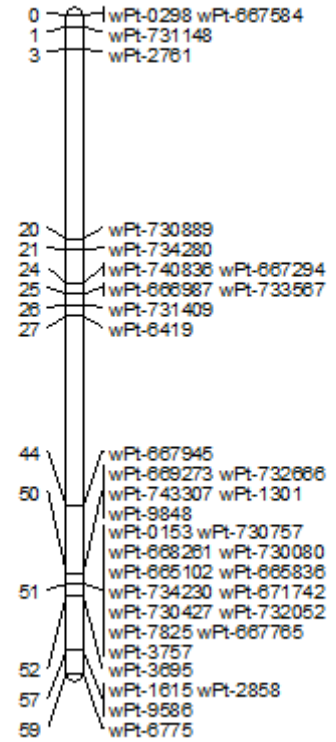 0 wPt-0298 wPt-667584
1 wPt-731148
3 wPt-2761
20 wPt-730889
21 wPt-734280
24 wPt-740836 wPt-667294
25 wPt-666987 wPt-733567
26 wPt-731409
27 wPt-6419
44 wPt-667945
wPt-669273 wPt-732666
50 wPt-743307 wPt-1301
wPt-9848
wPt-0153 wPt-730757
wPt-668261 wPt-730080
wPt-665102 wPt-665836
51 wPt-734230 wPt-671742
wPt-730427 wPt-732052
wPt-7825 wPt-667765
wPt-3757
52 wPt-3695
wPt-1615 wPt-2858
57 wPt-9586
59 wPt-6775